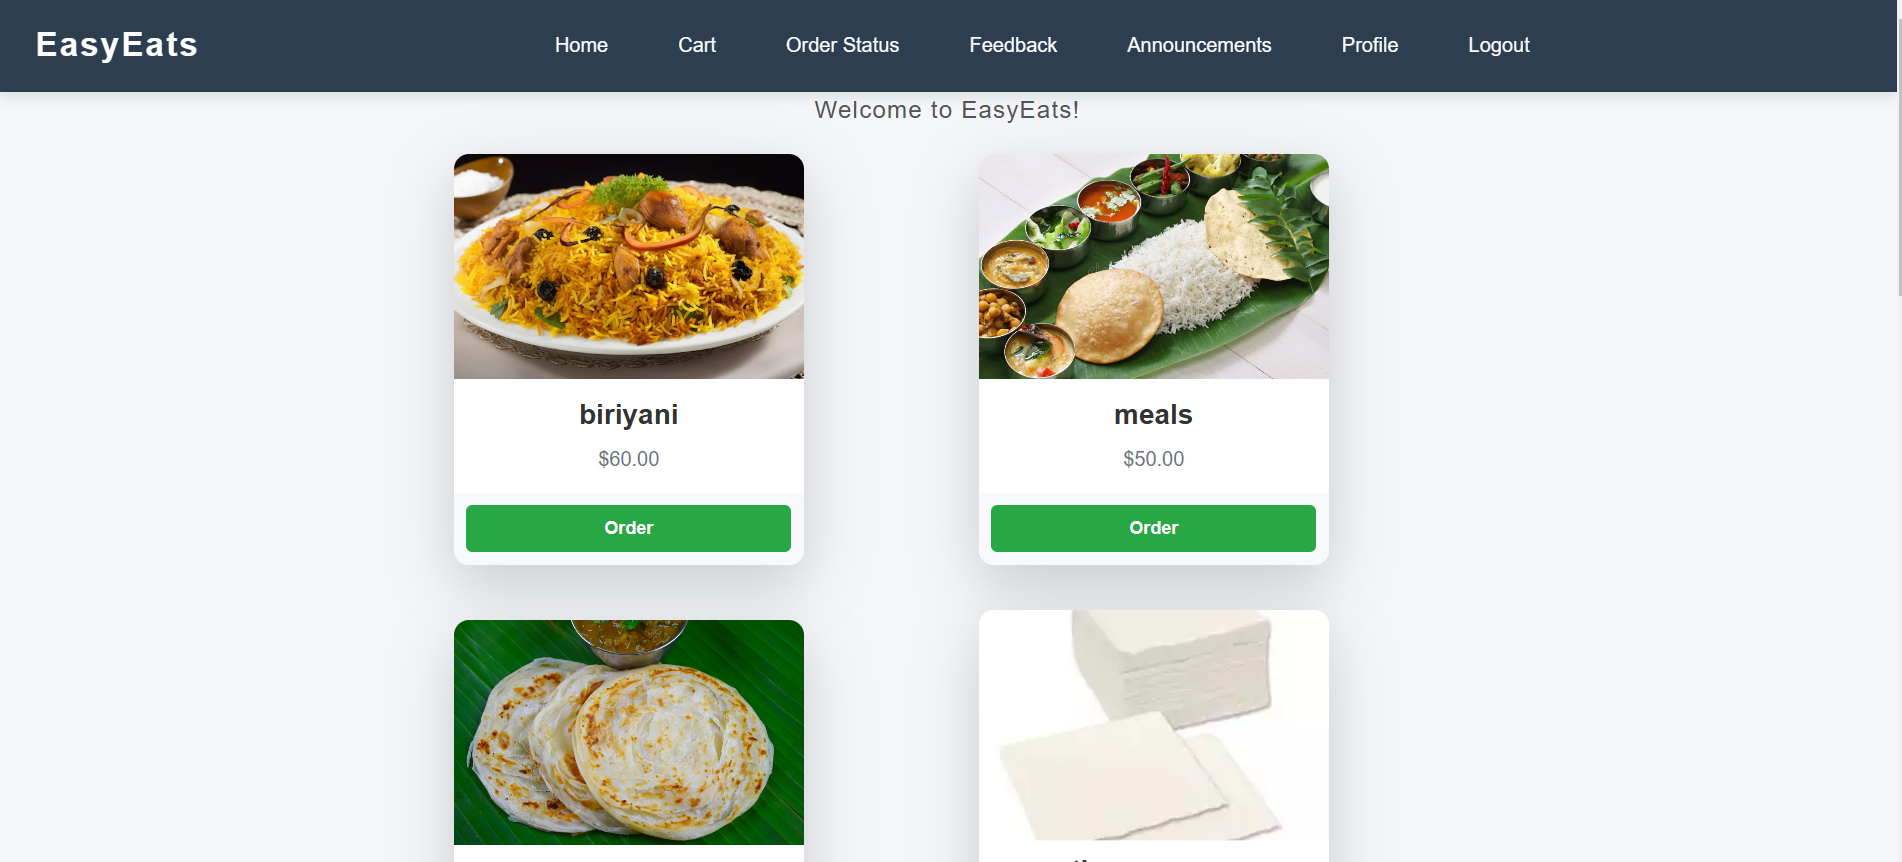 EasyEats
Home Cart Order Status Feedback Announcements Profile Logout
Welcome to EasyEats!
biriyani
$60.00
Order
meals
$50.00
Order